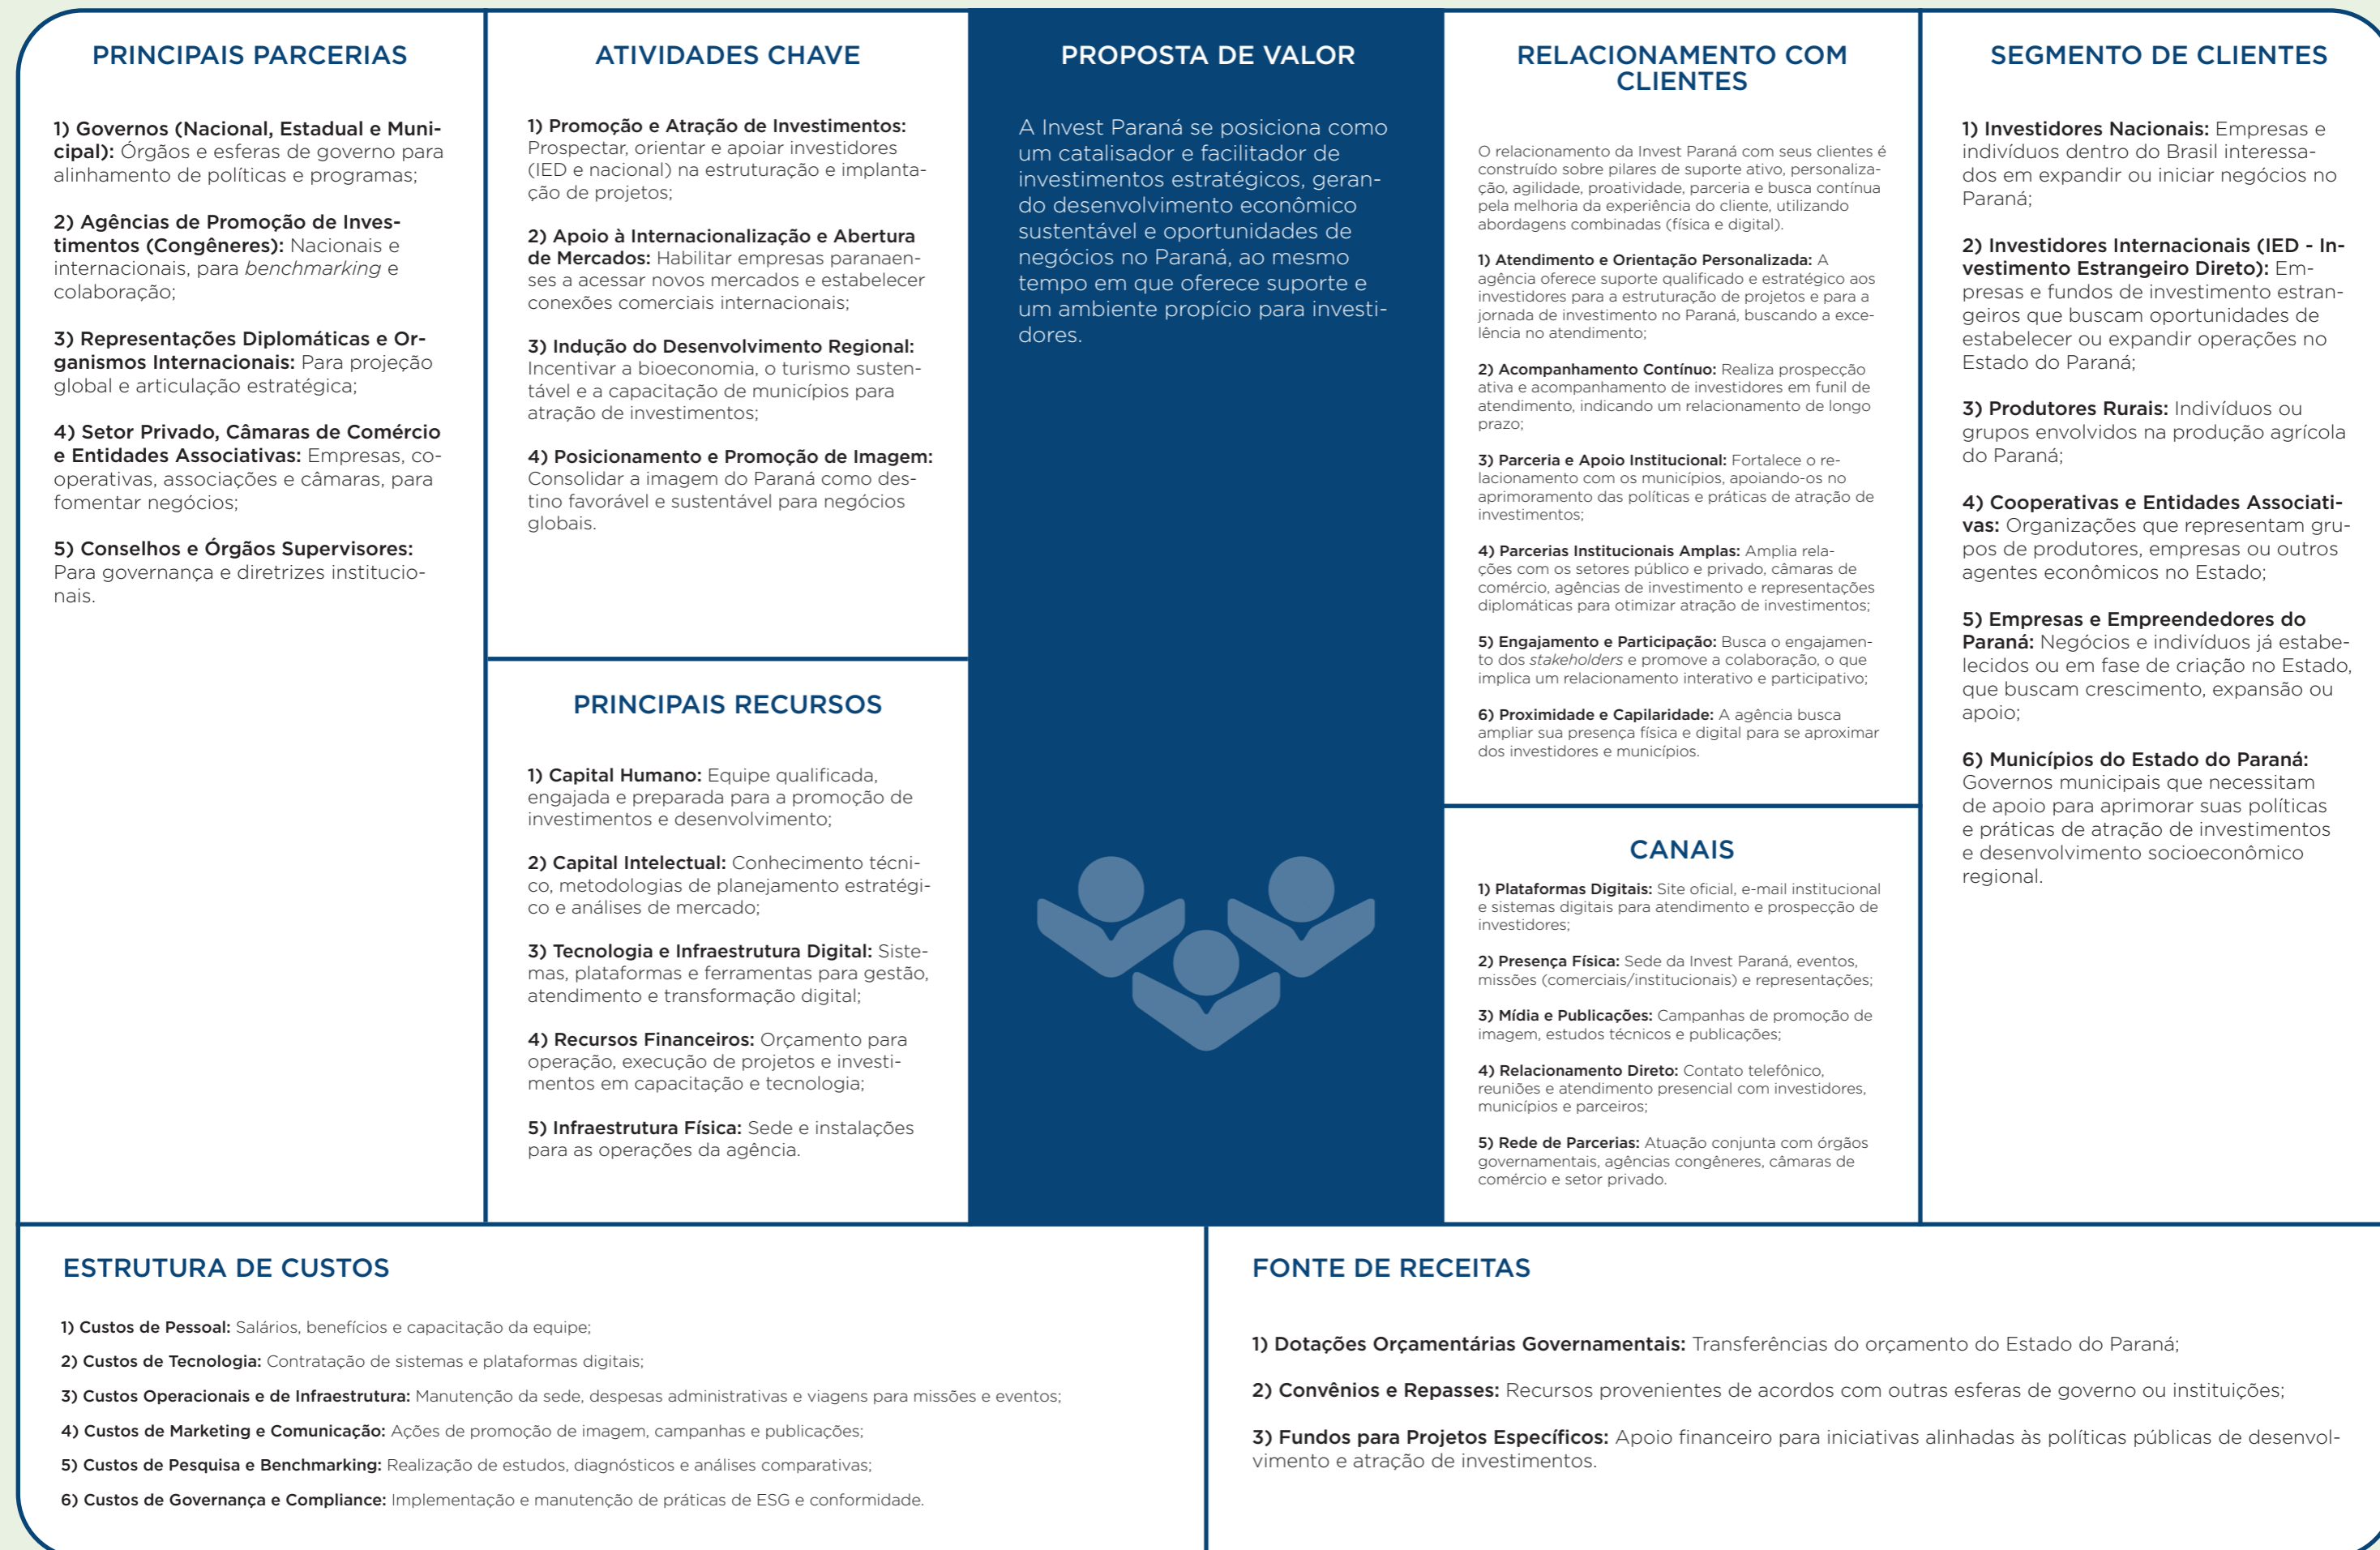 PRINCIPAIS PARCERIAS
1) Governos (Nacional, Estadual e Muni-
cipal): Órgãos e esferas de governo para
alinhamento de políticas e programas;
2) Agências de Promoção de Inves-
timentos (Congêneres): Nacionais e
internacionais, para benchmarking e
colaboração;
3) Representações Diplomáticas e Or-
ganismos Internacionais: Para projeção
global e articulação estratégica;
4) Setor Privado, Câmaras de Comércio
e Entidades Associativas: Empresas, co-
operativas, associações e câmaras, para
fomentar negócios;
5) Conselhos e Órgãos Supervisores:
Para governança e diretrizes institucio-
nais.
ATIVIDADES CHAVE
1) Promoção e Atração de Investimentos:
Prospectar, orientar e apoiar investidores
(IED e nacional) na estruturação e implanta-
ção de projetos;
2) Apoio à Internacionalização e Abertura
de Mercados: Habilitar empresas paranaen-
ses a acessar novos mercados e estabelecer
conexões comerciais internacionais;
3) Indução do Desenvolvimento Regional:
Incentivar a bioeconomia, o turismo susten-
tável e a capacitação de municípios para
atração de investimentos;
4) Posicionamento e Promoção de Imagem:
Consolidar a imagem do Paraná como des-
tino favorável e sustentável para negócios
globais.
PRINCIPAIS RECURSOS
1) Capital Humano: Equipe qualificada,
engajada e preparada para a promoção de
investimentos e desenvolvimento;
2) Capital Intelectual: Conhecimento técni-
co, metodologias de planejamento estratégi-
co e análises de mercado;
3) Tecnologia e Infraestrutura Digital: Siste-
mas, plataformas e ferramentas para gestão,
atendimento e transformação digital;
4) Recursos Financeiros: Orçamento para
operação, execução de projetos e investi-
mentos em capacitação e tecnologia;
5) Infraestrutura Física: Sede e instalações
para as operações da agência.
PROPOSTA DE VALOR
A Invest Paraná se posiciona como
um catalisador e facilitador de
investimentos estratégicos, geran-
do desenvolvimento econômico
sustentável e oportunidades de
negócios no Paraná, ao mesmo
tempo em que oferece suporte e
um ambiente propício para investi-
dores.
RELACIONAMENTO COM
CLIENTES
O relacionamento da Invest Paraná com seus clientes é
construído sobre pilares de suporte ativo, personaliza-
ção, agilidade, proatividade, parceria e busca contínua
pela melhoria da experiência do cliente, utilizando
abordagens combinadas (física e digital).
1) Atendimento e Orientação Personalizada: A
agência oferece suporte qualificado e estratégico aos
investidores para a estruturação de projetos e para a
jornada de investimento no Paraná, buscando a exce-
lência no atendimento;
2) Acompanhamento Contínuo: Realiza prospecção
ativa e acompanhamento de investidores em funil de
atendimento, indicando um relacionamento de longo
prazo;
3) Parceria e Apoio Institucional: Fortalece o re-
lacionamento com os municípios, apoiando-os no
aprimoramento das políticas e práticas de atração de
investimentos;
4) Parcerias Institucionais Amplas: Amplia rela-
ções com os setores público e privado, câmaras de
comércio, agências de investimento e representações
diplomáticas para otimizar atração de investimentos;
5) Engajamento e Participação: Busca o engajamen-
to dos stakeholders e promove a colaboração, o que
implica um relacionamento interativo e participativo;
6) Proximidade e Capilaridade: A agência busca
ampliar sua presença física e digital para se aproximar
dos investidores e municípios.
CANAIS
1) Plataformas Digitais: Site oficial, e-mail institucional
e sistemas digitais para atendimento e prospecção de
investidores;
2) Presença Física: Sede da Invest Paraná, eventos,
missões (comerciais/institucionais) e representações;
3) Mídia e Publicações: Campanhas de promoção de
imagem, estudos técnicos e publicações;
4) Relacionamento Direto: Contato telefônico,
reuniões e atendimento presencial com investidores,
municípios e parceiros;
5) Rede de Parcerias: Atuação conjunta com órgãos
governamentais, agências congêneres, câmaras de
comércio e setor privado.
SEGMENTO DE CLIENTES
1) Investidores Nacionais: Empresas e
indivíduos dentro do Brasil interessa-
dos em expandir ou iniciar negócios no
Paraná;
2) Investidores Internacionais (IED - In-
vestimento Estrangeiro Direto): Em-
presas e fundos de investimento estran-
geiros que buscam oportunidades de
estabelecer ou expandir operações no
Estado do Paraná;
3) Produtores Rurais: Indivíduos ou
grupos envolvidos na produção agrícola
do Paraná;
4) Cooperativas e Entidades Associati-
vas: Organizações que representam gru-
pos de produtores, empresas ou outros
agentes econômicos no Estado;
5) Empresas e Empreendedores do
Paraná: Negócios e indivíduos já estabe-
lecidos ou em fase de criação no Estado,
que buscam crescimento, expansão ou
apoio;
6) Municípios do Estado do Paraná:
Governos municipais que necessitam
de apoio para aprimorar suas políticas
e práticas de atração de investimentos
e desenvolvimento socioeconômico
regional.
ESTRUTURA DE CUSTOS
1) Custos de Pessoal: Salários, benefícios e capacitação da equipe;
2) Custos de Tecnologia: Contratação de sistemas e plataformas digitais;
3) Custos Operacionais e de Infraestrutura: Manutenção da sede, despesas administrativas e viagens para missões e eventos;
4) Custos de Marketing e Comunicação: Ações de promoção de imagem, campanhas e publicações;
5) Custos de Pesquisa e Benchmarking: Realização de estudos, diagnósticos e análises comparativas;
6) Custos de Governança e Compliance: Implementação e manutenção de práticas de ESG e conformidade.
FONTE DE RECEITAS
1) Dotações Orçamentárias Governamentais: Transferências do orçamento do Estado do Paraná;
2) Convênios e Repasses: Recursos provenientes de acordos com outras esferas de governo ou instituições;
3) Fundos para Projetos Específicos: Apoio financeiro para iniciativas alinhadas às políticas públicas de desenvol-
vimento e atração de investimentos.